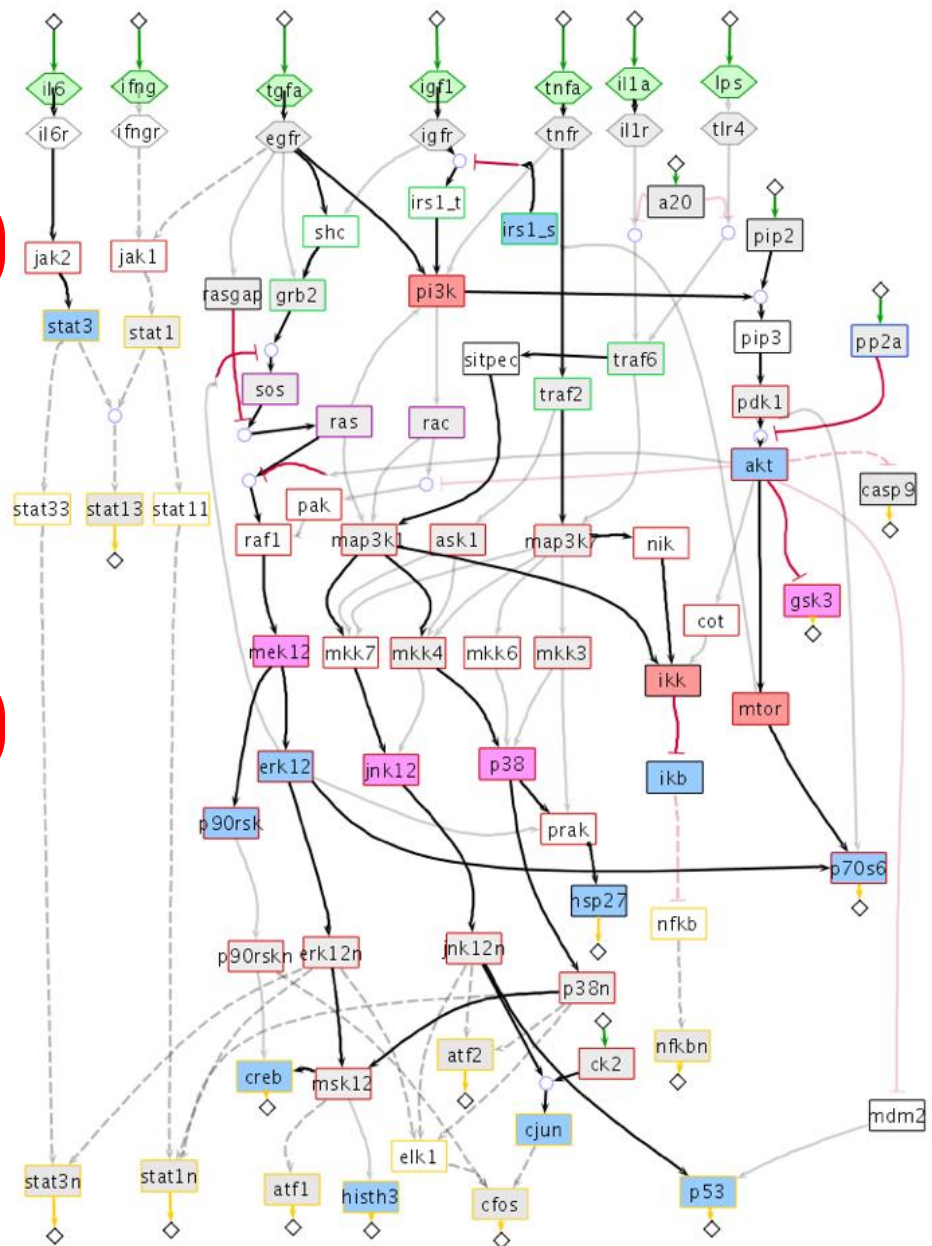 il6
ifng
tgfa
igf1
tnfa
il1a
lps
il6r
ifngr
egfr
igfr
tnfr
il1r
tlr4
irs1_t
a20
shc
irs1_s
pip2
jak2
jak1
rasgap
grb2
pi3k
stat3
stat1
pip3
pp2a
sitpec
traf6
sos
traf2
pdk1
ras
rac
akt
casp9
stat33
stat13
stat11
pak
raf1
map3k1
ask1
map3k7
nik
gsk3
cot
mek12
mkk7
mkk4
mkk6
mkk3
ikk
mtor
erk12
jnk12
p38
ikb
p90rsk
prak
p70s6
hsp27
nfkb
p90rskn
erk12n
jnk12n
p38n
atf2
ck2
nfkbn
creb
msk12
mdm2
cjun
elk1
stat3n
stat1n
atf1
histh3
cfos
p53